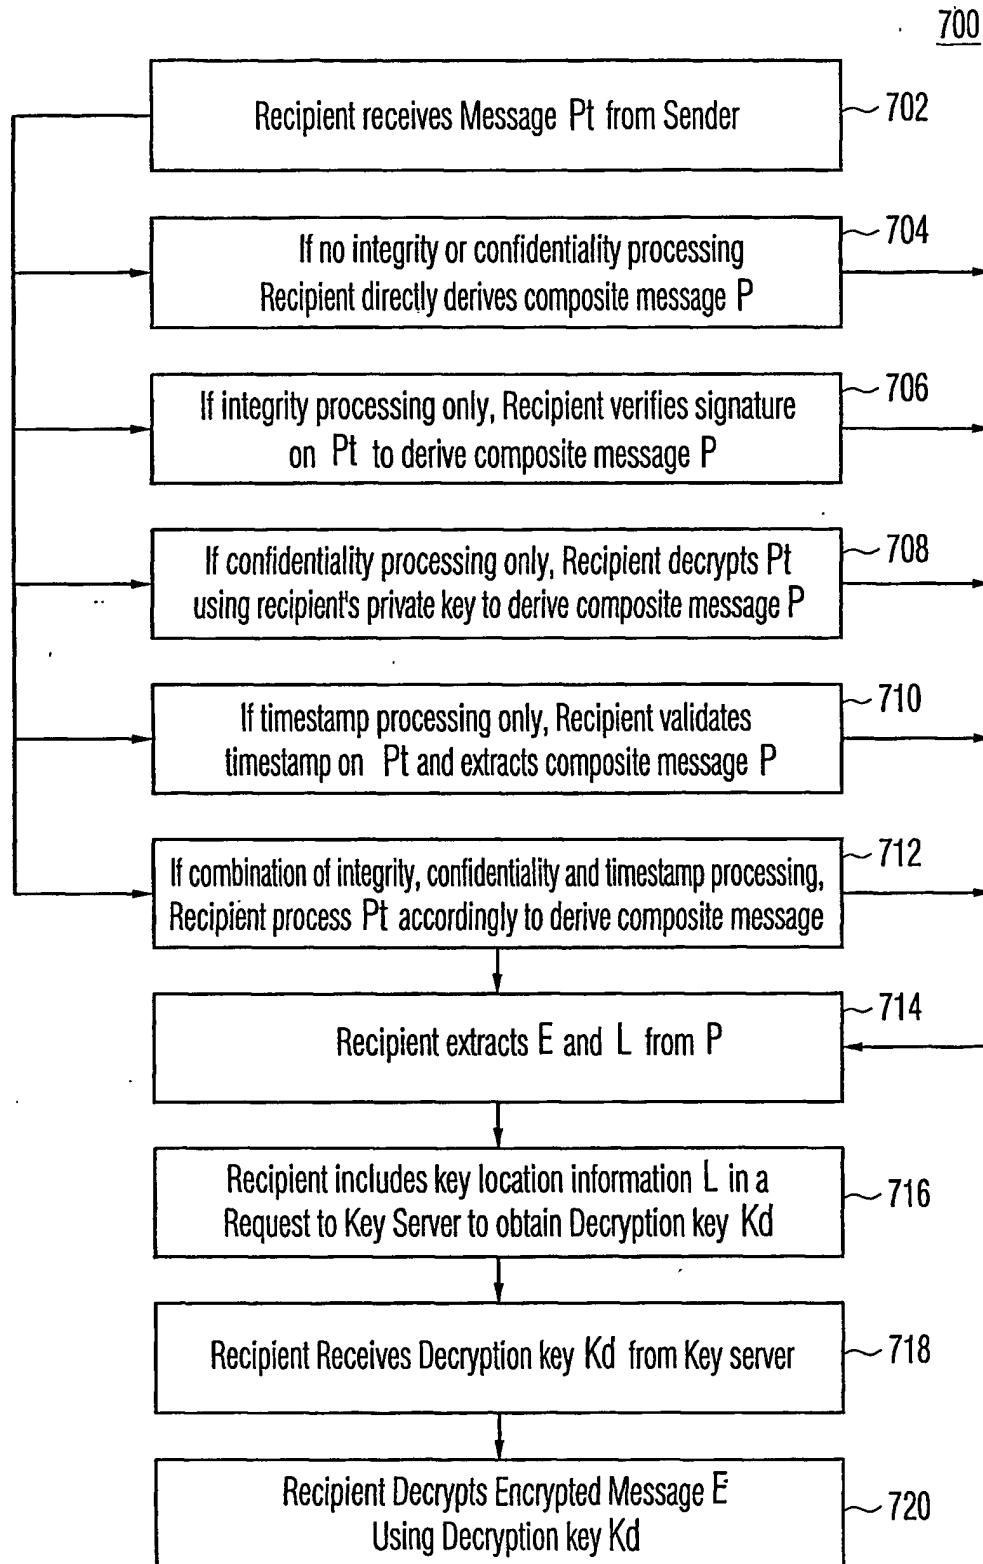 700
Recipient receives Message Pt from Sender
702
If no integrity or confidentiality processing
Recipient directly derives composite message P
704
If integrity processing only, Recipient verifies signature
on Pt to derive composite message P
706
If confidentiality processing only, Recipient decrypts Pt
using recipient's private key to derive composite message P
708
If timestamp processing only, Recipient validates
timestamp on Pt and extracts composite message P
710
If combination of integrity, confidentiality and timestamp processing,
Recipient process Pt accordingly to derive composite message
712
Recipient extracts E and L from P
714
Recipient includes key location information L in a
Request to Key Server to obtain Decryption key Kd
716
Recipient Receives Decryption key Kd from Key server
718
Recipient Decrypts Encrypted Message E
Using Decryption key Kd
720